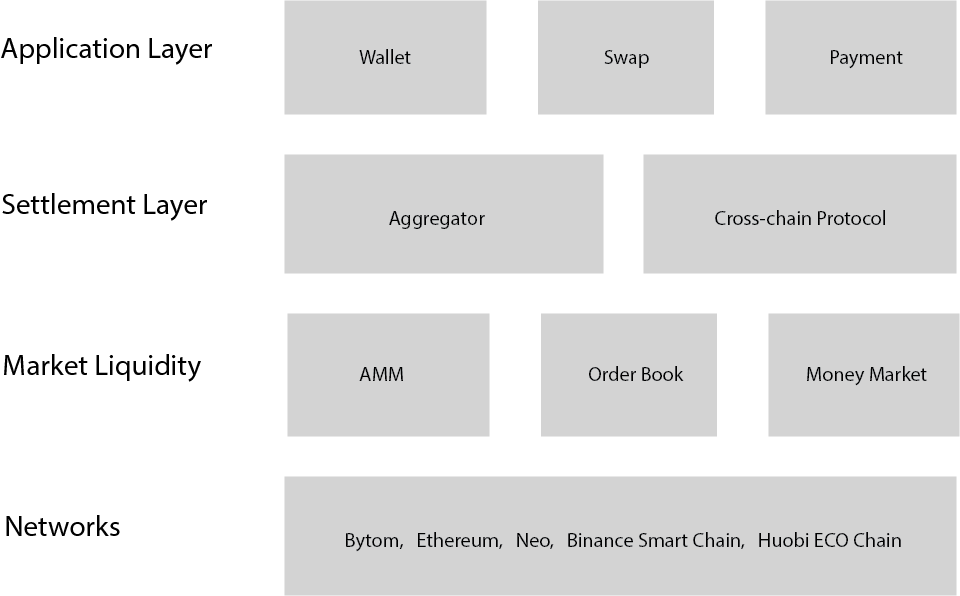 Application Layer
Wallet
Swap
Payment
Settlement Layer
Aggregator
Cross-chain Protocol
Market Liquidity
AMM
Order Book
Money Market
Networks
Bytom, Ethereum, Neo, Binance Smart Chain, Huobi ECO Chain